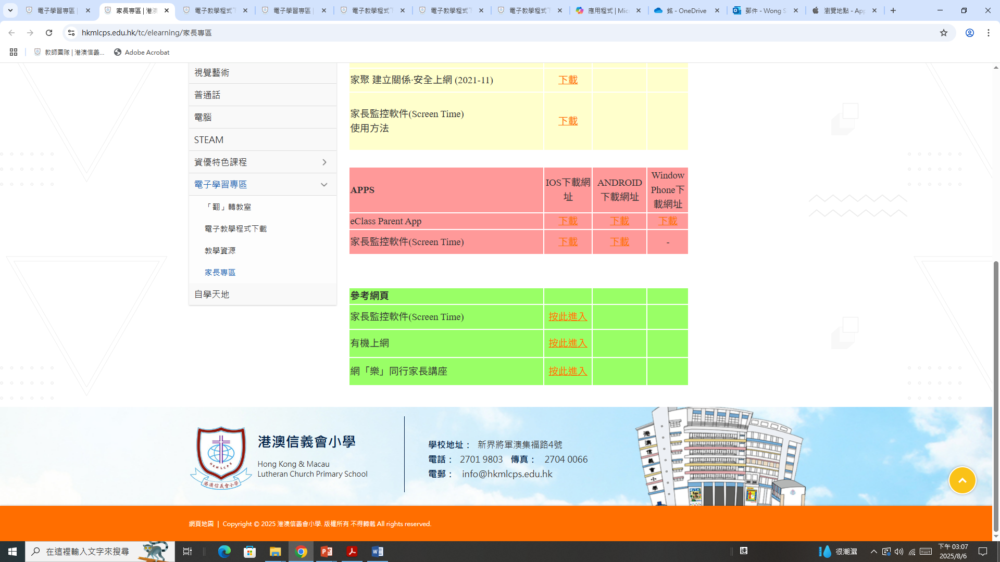 電子學習專區 |
家長專區 | 港澳
電子教學程式下
電子學習專區 |
電子教學程式下
電子教學程式下
電子教學程式下
應用程式 | Mic
銘 - OneDrive
郵件 - Wong S
瀏覽地點 - App
hkmlcps.edu.hk/tc/elearning/家長專區
教師團隊 | 港澳信義...
Adobe Acrobat
視覺藝術
普通話
電腦
STEAM
資優特色課程
電子學習專區
「翻」轉教室
電子教學程式下載
教學資源
家長專區
自學天地
家聚 建立關係·安全上網 (2021-11) 下載
家長監控軟件(Screen Time)
使用方法
下載
APPS
IOS下載網
址
ANDROID
下載網址
Window
Phone下
載網址
eClass Parent App 下載 下載 下載
家長監控軟件(Screen Time) 下載 下載 -
參考網頁
家長監控軟件(Screen Time) 按此進入
有機上網 按此進入
網「樂」同行家長講座 按此進入
HKMLCPS
港澳信義會小學
港澳信義會小學
Hong Kong & Macau
Lutheran Church Primary School
學校地址： 新界將軍澳集福路4號
電話： 2701 9803 傳真： 2704 0066
電郵： info@hkmlcps.edu.hk
港澳信義會小學
網頁地圖 | Copyright © 2025 港澳信義會小學. 版權所有 不得轉載 All rights reserved.
在這裡輸入文字來搜尋
很潮濕
下午 03:07
2025/8/6